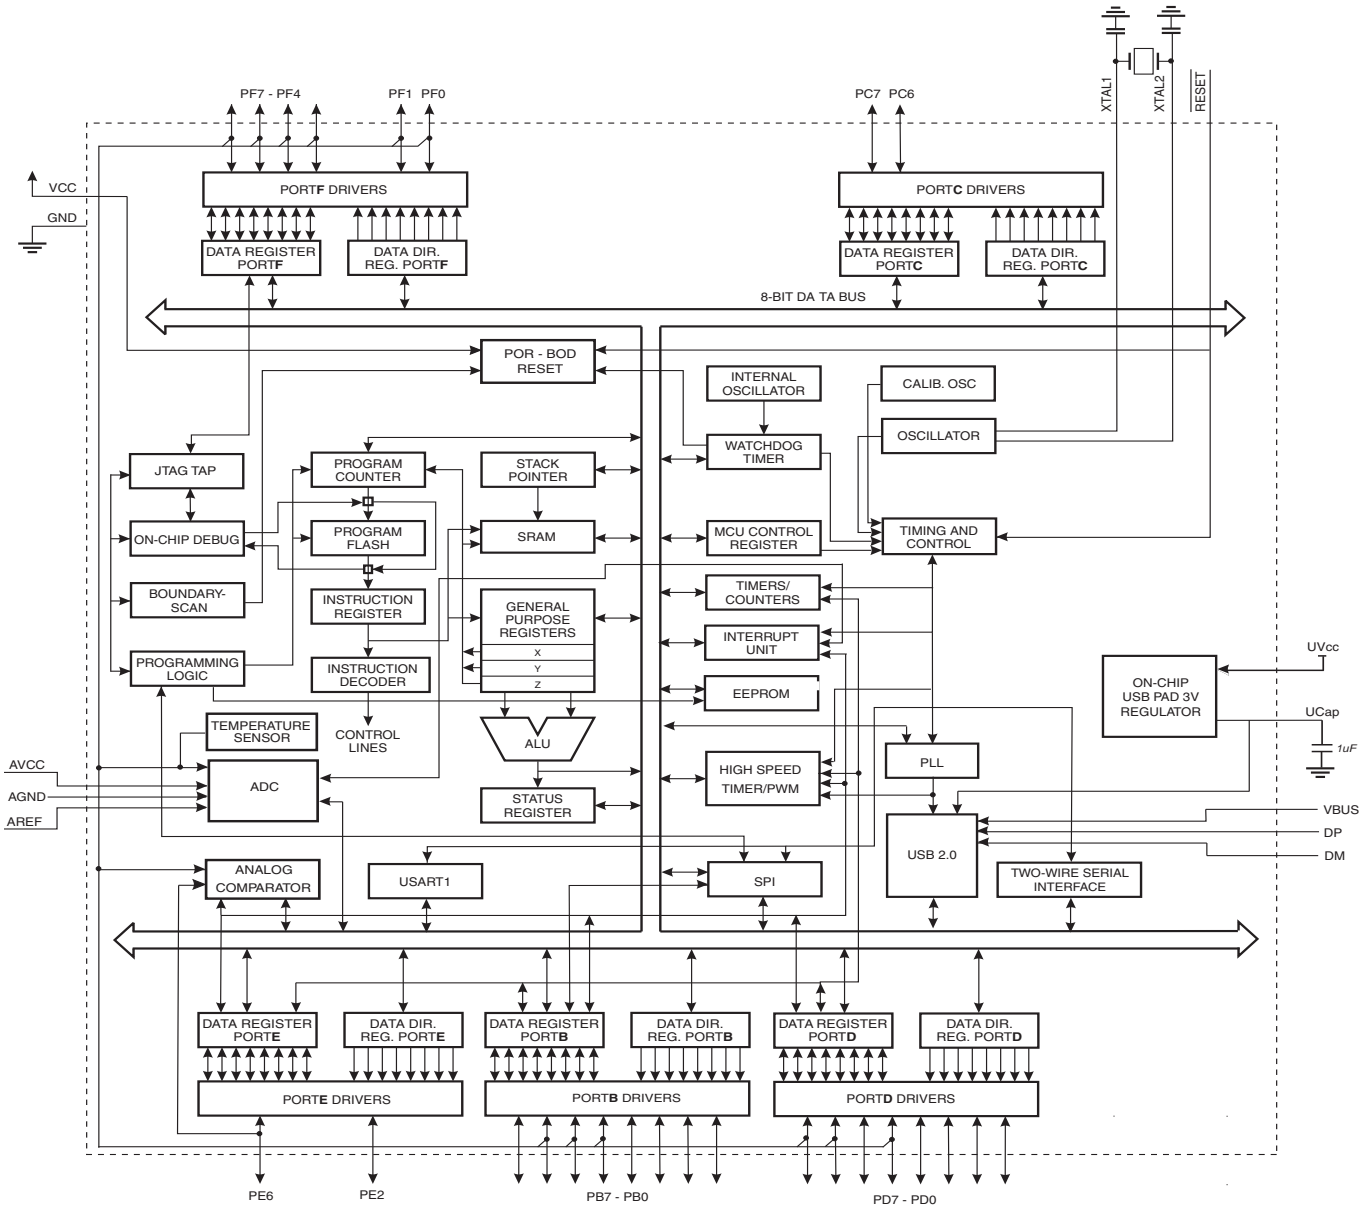 XTAL1
XTAL2
RESET
PF7 - PF4
PF1
PF0
PC7
PC6
VCC
GND
PORTF DRIVERS
PORTC DRIVERS
DATA REGISTER
PORTF
DATA DIR.
REG. PORTF
DATA REGISTER
PORTC
DATA DIR.
REG. PORTC
8-BIT DA TA BUS
POR - BOD
RESET
INTERNAL
OSCILLATOR
CALIB. OSC
OSCILLATOR
WATCHDOG
TIMER
JTAG TAP
PROGRAM
COUNTER
STACK
POINTER
ON-CHIP DEBUG
PROGRAM
FLASH
SRAM
MCU CONTROL
REGISTER
TIMING AND
CONTROL
BOUNDARY-
SCAN
INSTRUCTION
REGISTER
GENERAL
PURPOSE
REGISTERS
X
Y
Z
TIMERS/
COUNTERS
INTERRUPT
UNIT
PROGRAMMING
LOGIC
INSTRUCTION
DECODER
EEPROM
ON-CHIP
USB PAD 3V
REGULATOR
UVcc
UCap
1uF
TEMPERATURE
SENSOR
CONTROL
LINES
ALU
PLL
AVCC
AGND
AREF
ADC
STATUS
REGISTER
HIGH SPEED
TIMER/PWM
VBUS
DP
DM
ANALOG
COMPARATOR
USART1
SPI
USB 2.0
TWO-WIRE SERIAL
INTERFACE
DATA REGISTER
PORTE
DATA DIR.
REG. PORTE
DATA REGISTER
PORTB
DATA DIR.
REG. PORTB
DATA REGISTER
PORTD
DATA DIR.
REG. PORTD
PORTE DRIVERS
PORTB DRIVERS
PORTD DRIVERS
PE6
PE2
PB7 - PB0
PD7 - PD0